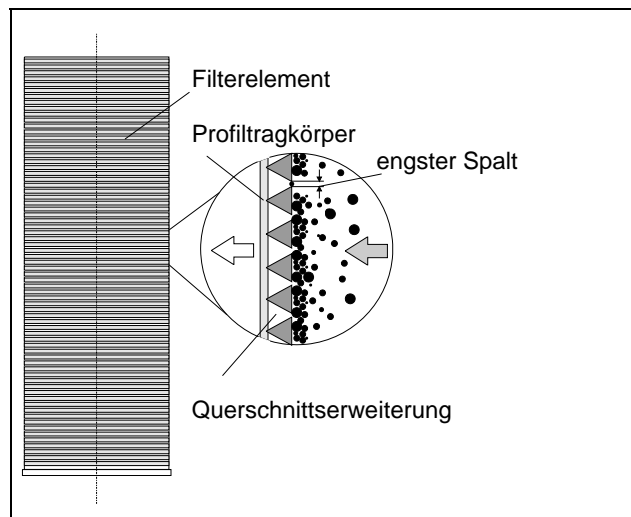 Filterelement
Profiltragkörper
engster Spalt
Querschnittserweiterung